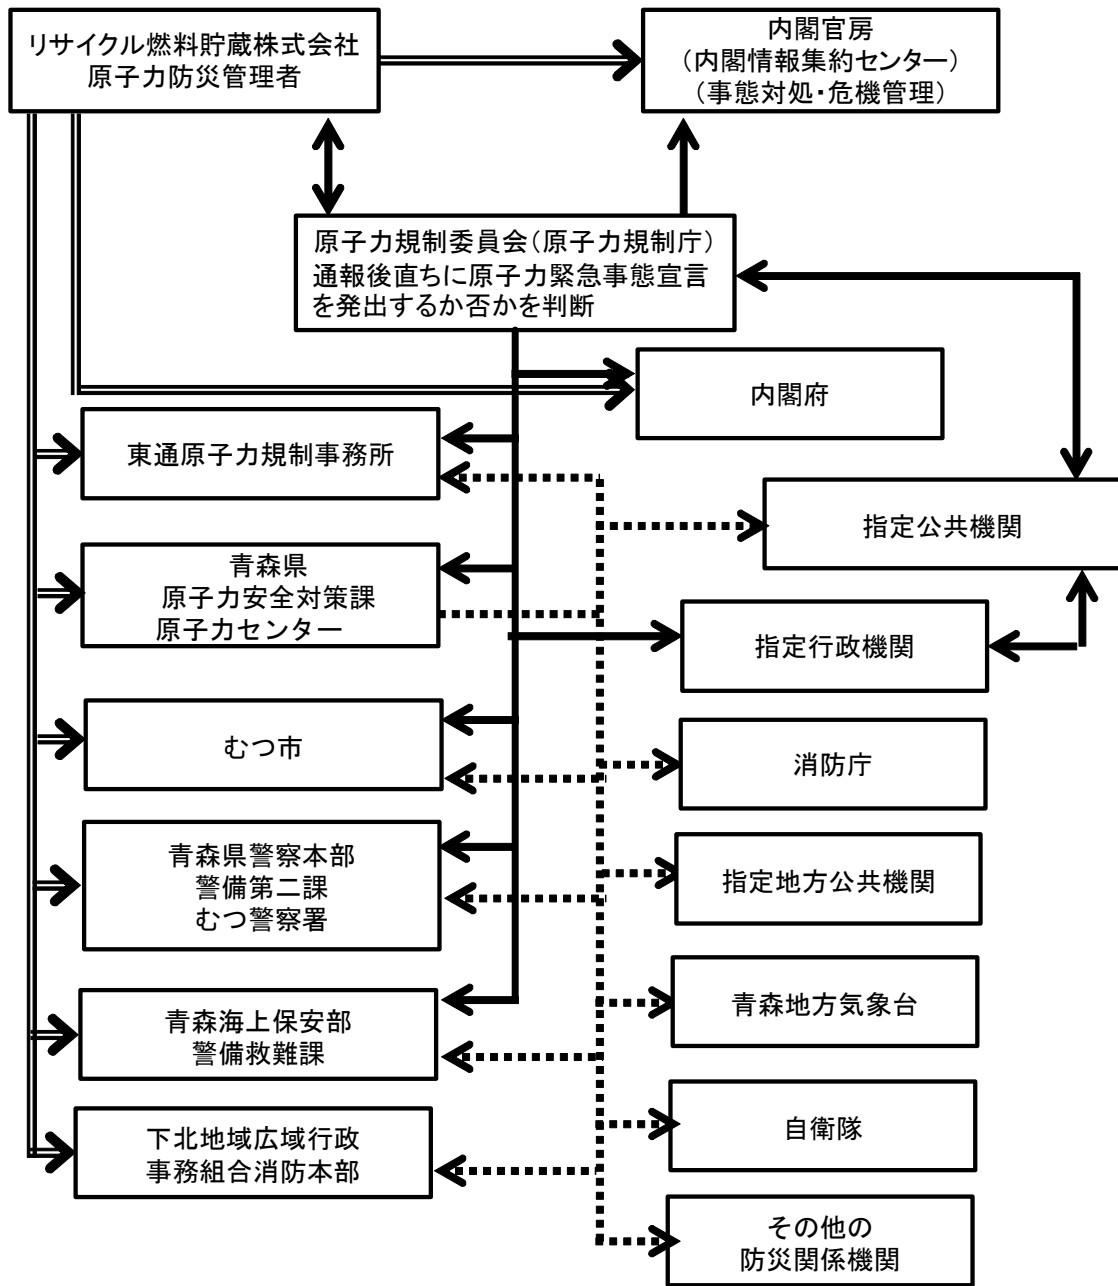 リサイクル燃料貯蔵株式会社
原子力防災管理者
内閣官房
(内閣情報集約センター)
(事態対処・危機管理)
原子力規制委員会(原子力規制庁)
通報後直ちに原子力緊急事態宣言
を発出するか否かを判断
内閣府
東通原子力規制事務所
指定公共機関
青森県
原子力安全対策課
原子力センター
指定行政機関
むつ市
消防庁
青森県警察本部
警備第二課
むつ警察署
指定地方公共機関
青森海上保安部
警備救難課
青森地方気象台
下北地域広域行政
事務組合消防本部
自衛隊
その他の
防災関係機関